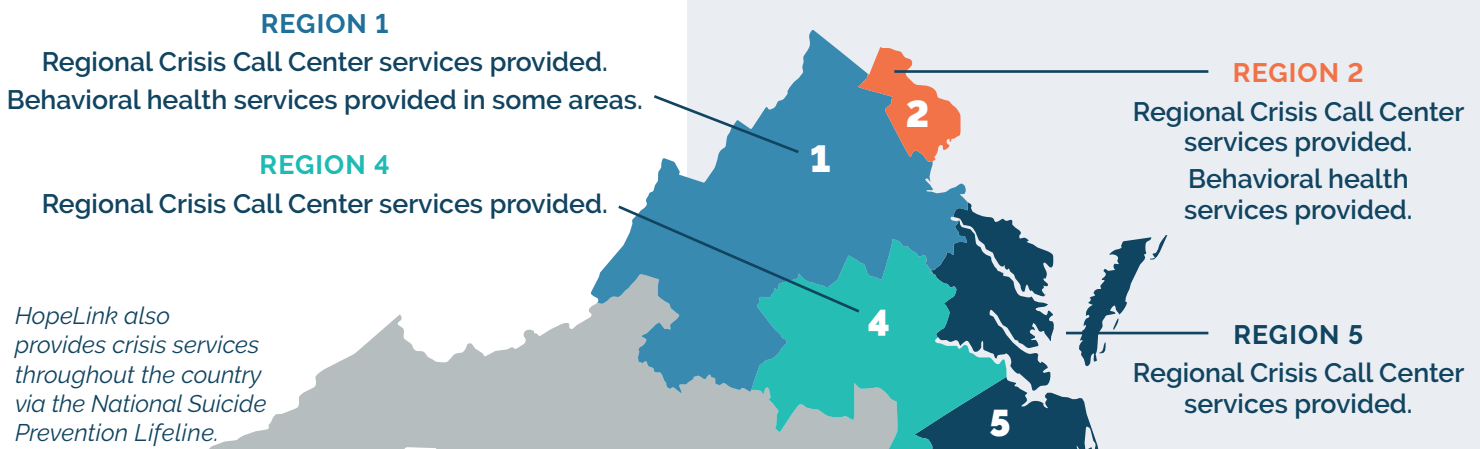 REGION 1
Regional Crisis Call Center services provided.
Behavioral health services provided in some areas.
REGION 4
Regional Crisis Call Center services provided.
HopeLink also
provides crisis services
throughout the country
via the National Suicide
Prevention Lifeline.
1
2
4
5
REGION 2
Regional Crisis Call Center
services provided.
Behavioral health
services provided.
REGION 5
Regional Crisis Call Center
services provided.